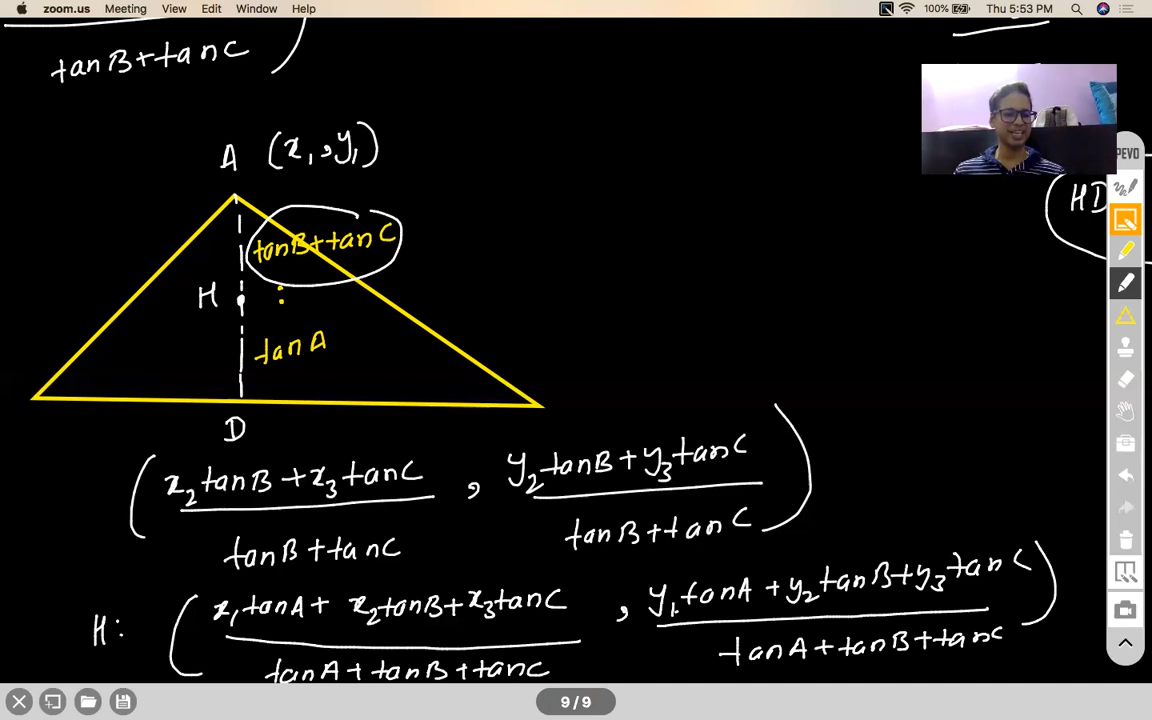 zoom.us Meeting View Edit Window Help 100% Thu 5:53 PM
tanB+tanC )
A (x₁,y₁)
IPEVO
HD
tanB+tanC
H :
tanA
D
( x₂tanB+x₃tanC , y₂tanB+y₃tanC )
tanB+tanC tanB+tanC
H: ( x₁tanA+ x₂tanB+x₃tanC , y₁tanA+y₂tanB+y₃tanC )
tanA+tanB+tanC tanA+tanB+tanC
9/9